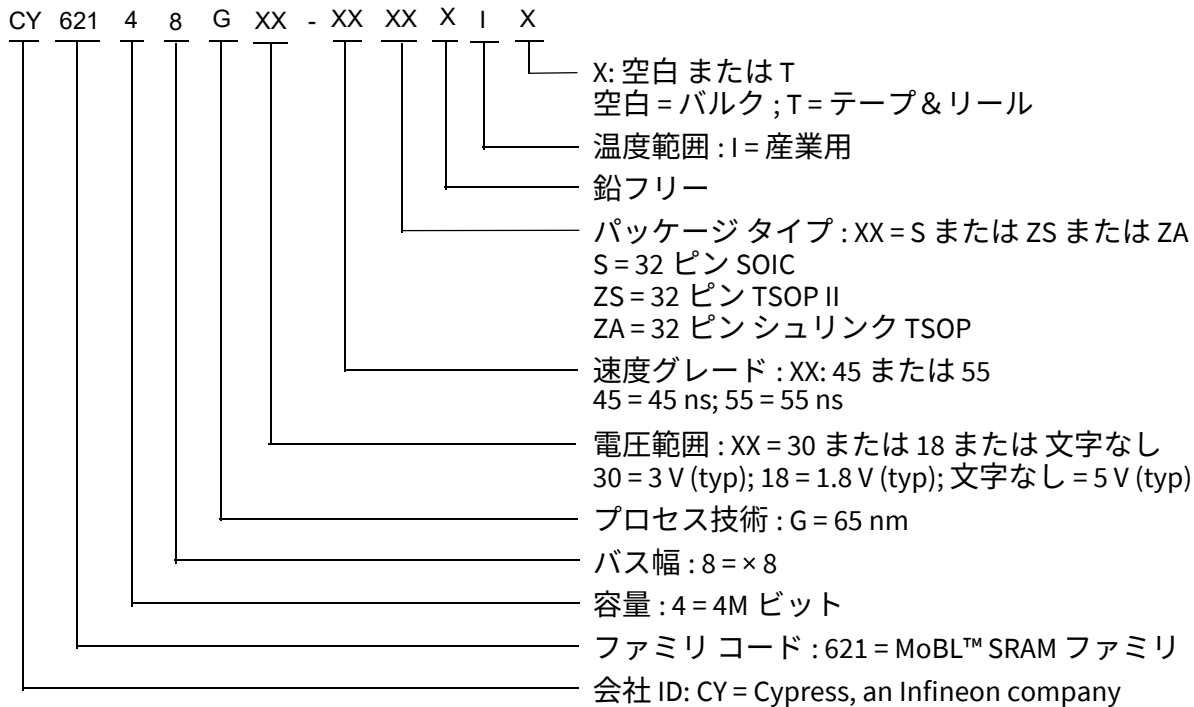 CY 621 4 8 G XX - XX XX X I X
X: 空白 または T
空白 = バルク ; T = テープ & リール
温度範囲 : I = 産業用
鉛フリー
パッケージ タイプ : XX = S または ZS または ZA
S = 32 ピン SOIC
ZS = 32 ピン TSOP II
ZA = 32 ピン シュリンク TSOP
速度グレード : XX: 45 または 55
45 = 45 ns; 55 = 55 ns
電圧範囲 : XX = 30 または 18 または 文字なし
30 = 3 V (typ); 18 = 1.8 V (typ); 文字なし = 5 V (typ)
プロセス技術 : G = 65 nm
バス幅 : 8 = × 8
容量 : 4 = 4M ビット
ファミリ コード : 621 = MoBL™ SRAM ファミリ
会社 ID: CY = Cypress, an Infineon company